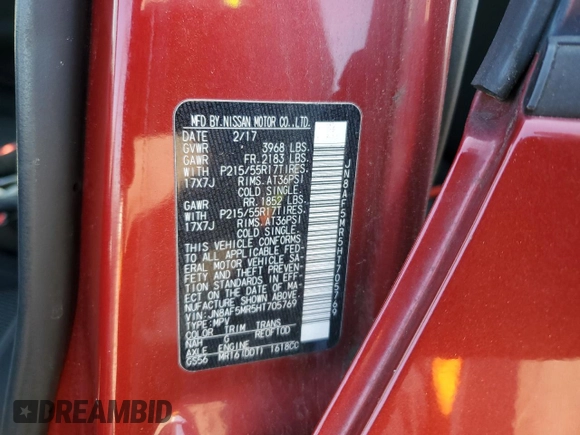 MFD BY NISSAN MOTOR CO., LTD.
DATE 2/17
GVWR 3968 LBS.
GAWR FR. 2183 LBS.
WITH P215/55R17TIRES.
17X7J RIMS. AT36PSI
COLD SINGLE.
GAWR RR. 1852 LBS.
WITH P215/55R17TIRES.
17X7J RIMS. AT36PSI
COLD SINGLE.
THIS VEHICLE CONFORMS
TO ALL APPLICABLE FED-
ERAL MOTOR VEHICLE SA-
FETY AND THEFT PREVEN-
TION STANDARDS IN EFF-
ECT ON THE DATE OF MA-
NUFACTURE SHOWN ABOVE.
VIN: JN8AF5MR5HT705769
TYPE: MPV
COLOR TRIM TRANS
NAH G RE0F10D
AXLE ENGINE
GS56 MR16(DDT) 1618CC
JN8AF5MR5HT705769
DREAMBID